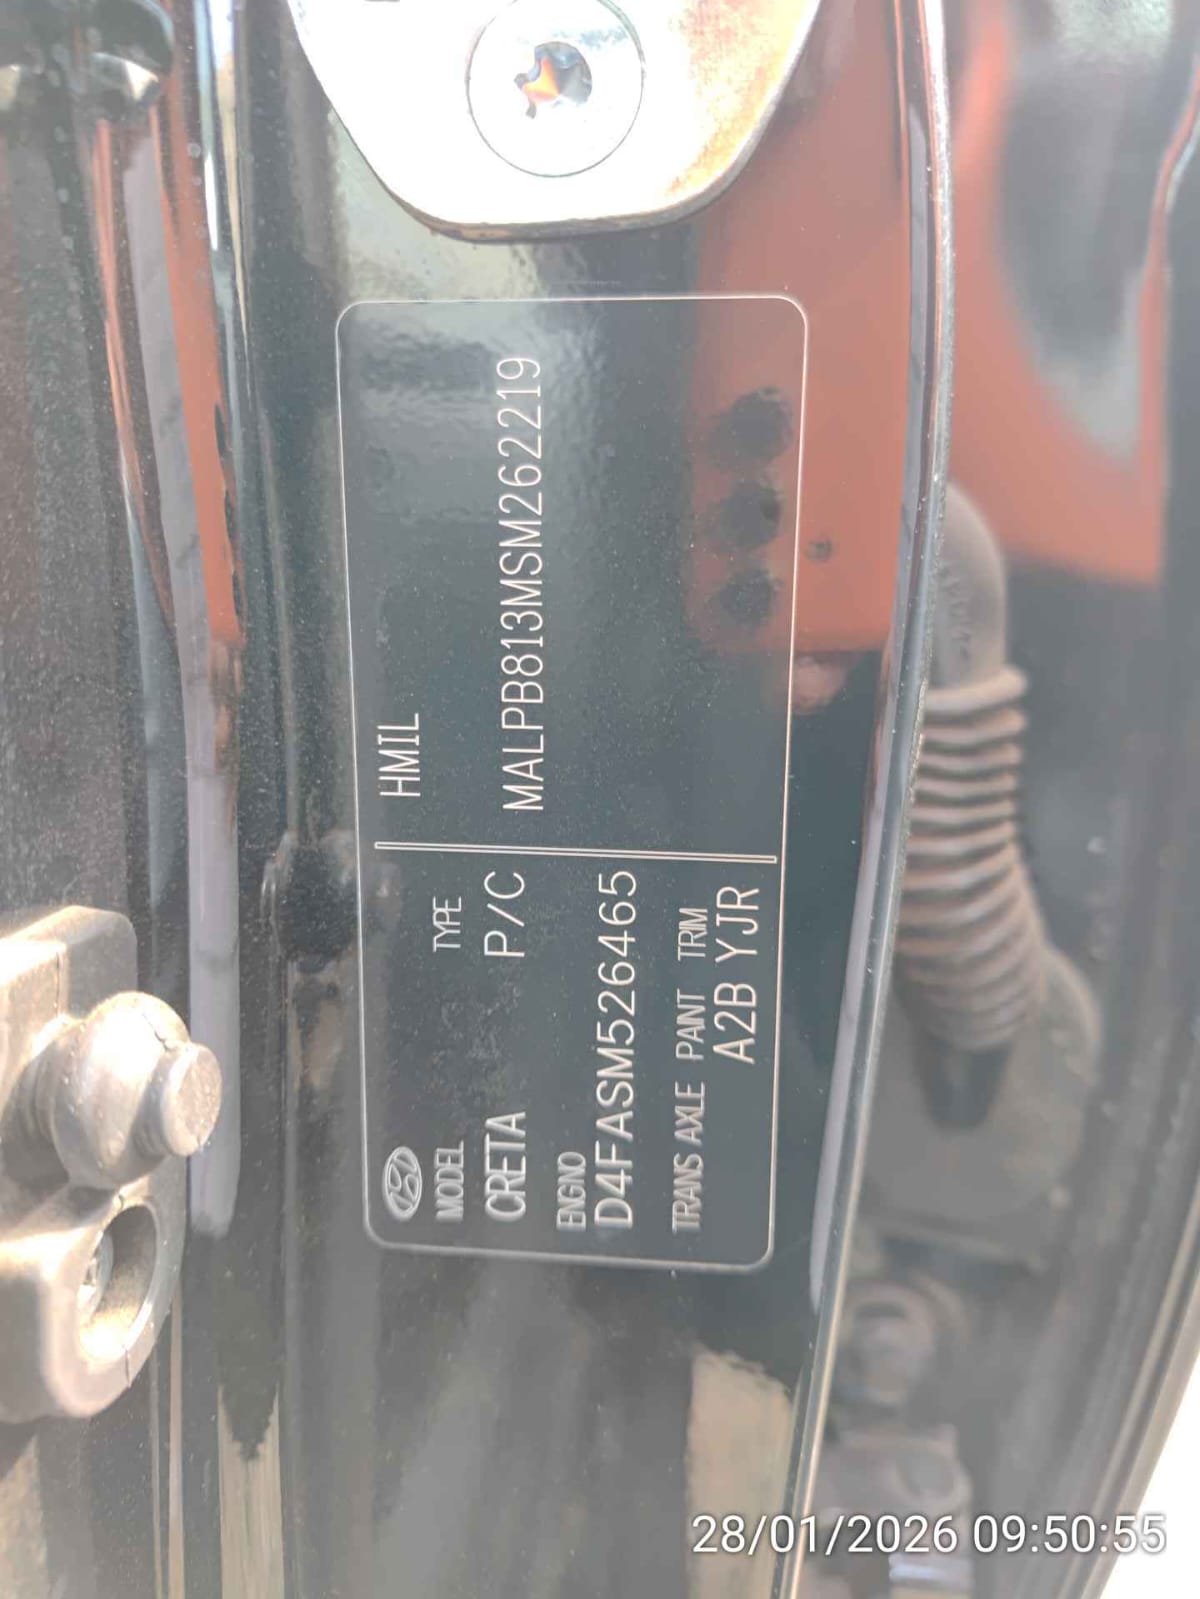 HMIL
MODEL TYPE
CRETA P/C MALPB813MSM262219
ENGNO
D4FASM526465
TRANS AXLE PAINT TRIM
A2B YJR
28/01/2026 09:50:55